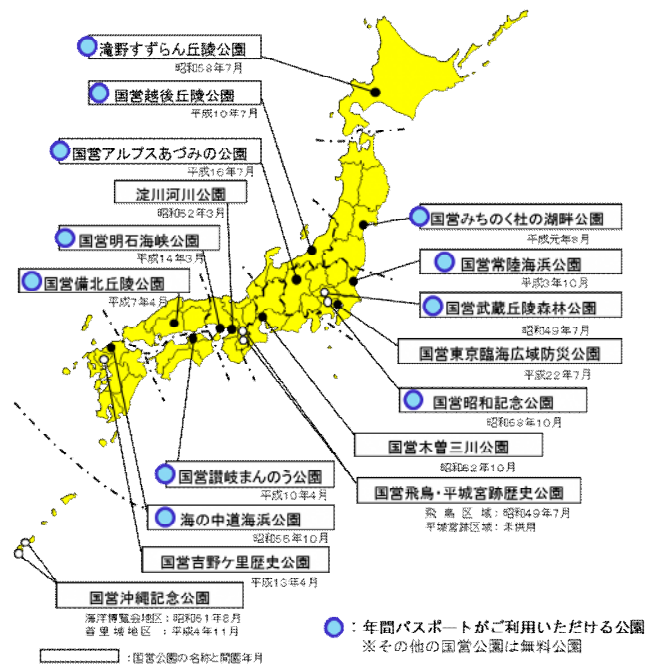 滝野すずらん丘陵公園
昭和58年7月
国営越後丘陵公園
平成10年7月
国営アルプスあづみの公園
平成16年7月
淀川河川公園
昭和52年3月
国営明石海峡公園
平成14年3月
国営備北丘陵公園
平成7年4月
国営みちのく杜の湖畔公園
平成元年8月
国営常陸海浜公園
平成3年10月
国営武蔵丘陵森林公園
昭和49年7月
国営東京臨海広域防災公園
平成22年7月
国営昭和記念公園
昭和58年10月
国営木曽三川公園
昭和62年10月
国営飛鳥・平城宮跡歴史公園
飛鳥区域：昭和49年7月
平城宮跡区域：未供用
国営讃岐まんのう公園
平成10年4月
海の中道海浜公園
昭和56年10月
国営吉野ケ里歴史公園
平成13年4月
国営沖縄記念公園
海洋博覧会地区：昭和51年8月
首里城地区：平成4年11月
：国営公園の名称と開園年月
：年間パスポートがご利用いただける公園
※その他の国営公園は無料公園